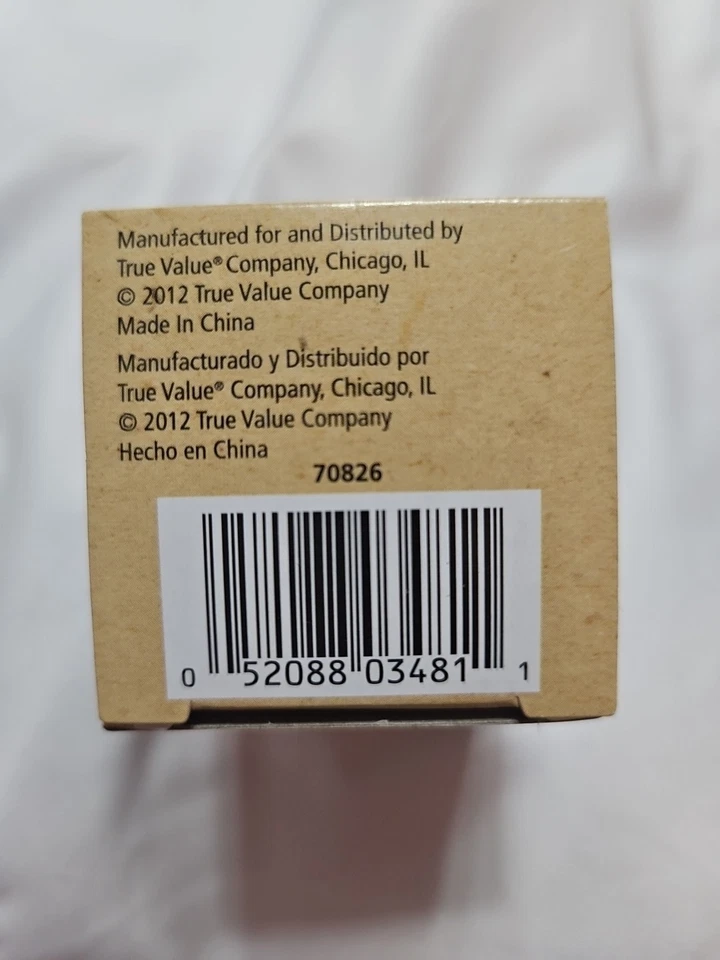 Manufactured for and Distributed by
True Value® Company, Chicago, IL
© 2012 True Value Company
Made In China
Manufacturado y Distribuido por
True Value® Company, Chicago, IL
© 2012 True Value Company
Hecho en China
70826
0 52088 03481 1